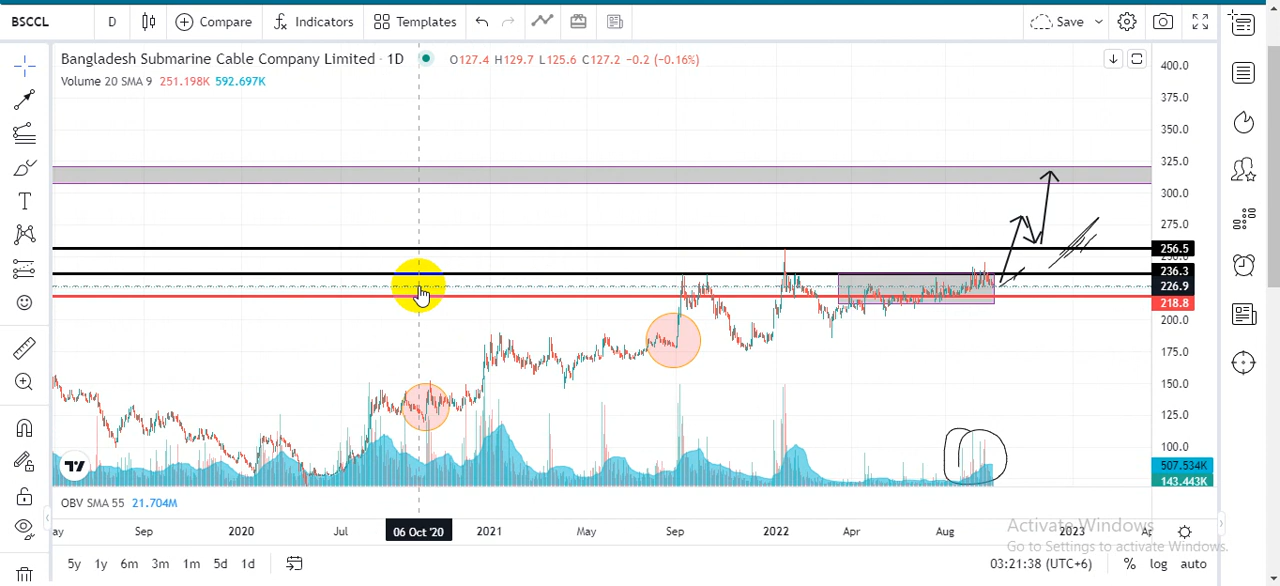 BSCCL D Compare Indicators Templates Save
Bangladesh Submarine Cable Company Limited · 1D O127.4 H129.7 L125.6 C127.2 −0.2 (−0.16%)
Volume 20 SMA 9 251.198K 592.697K
400.0
375.0
350.0
325.0
300.0
275.0
256.5
236.3
226.9
218.8
200.0
175.0
150.0
125.0
100.0
507.534K
143.443K
OBV SMA 55 21.704M
Sep 2020 Jul 06 Oct '20 2021 May Sep 2022 Apr Aug 2023
Activate Windows
Go to Settings to activate Windows.
5y 1y 6m 3m 1m 5d 1d 03:21:38 (UTC+6) % log auto